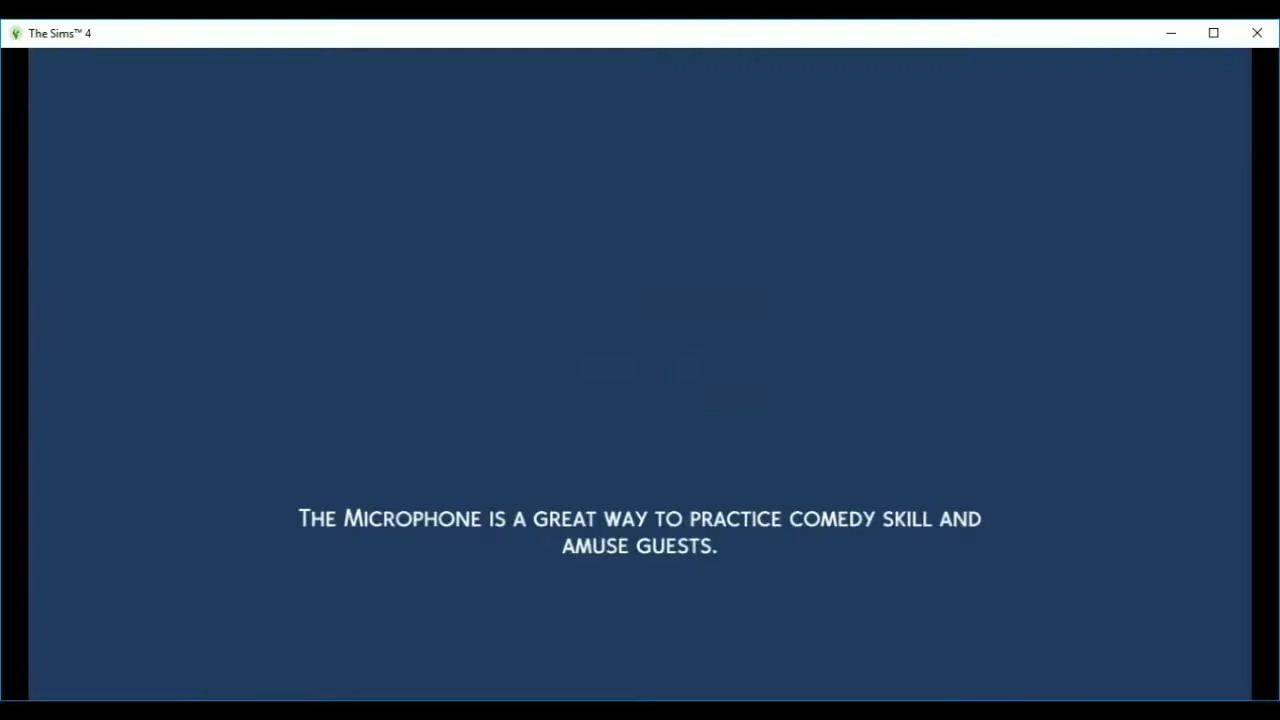 The Sims™ 4
The Microphone is a great way to practice comedy skill and
amuse guests.